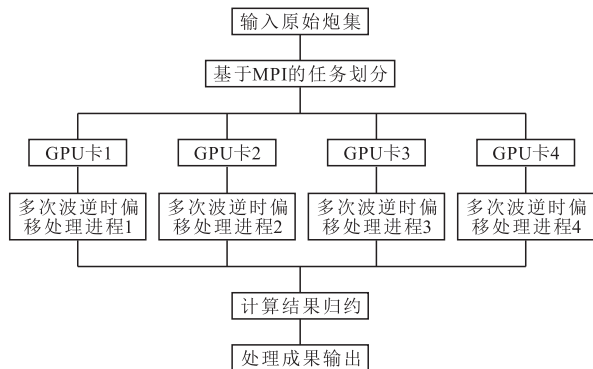 输入原始炮集
基于MPI的任务划分
GPU卡1
GPU卡2
GPU卡3
GPU卡4
多次波逆时偏
移处理进程1
多次波逆时偏
移处理进程2
多次波逆时偏
移处理进程3
多次波逆时偏
移处理进程4
计算结果归约
处理成果输出